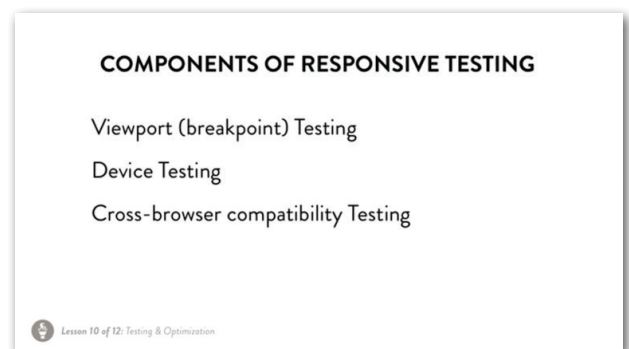 COMPONENTS OF RESPONSIVE TESTING
Viewport (breakpoint) Testing
Device Testing
Cross-browser compatibility Testing
Lesson 10 of 12: Testing & Optimization